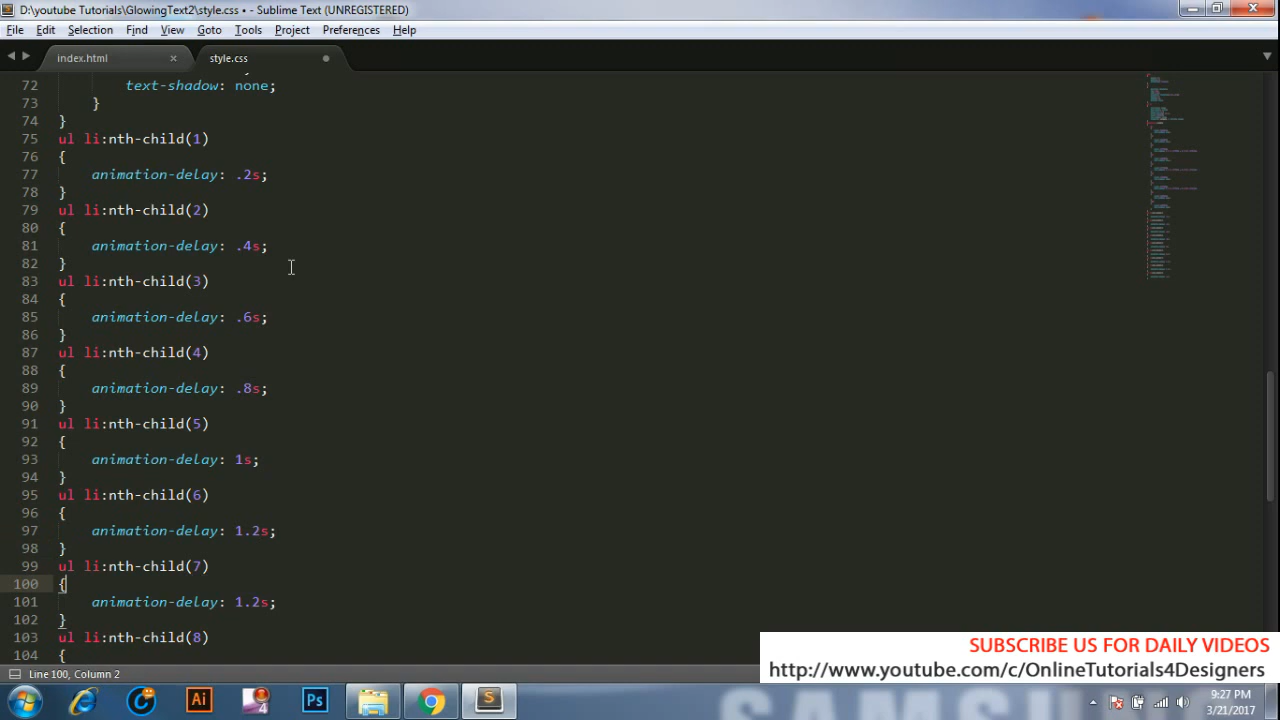 D:\youtube Tutorials\GlowingText2\style.css • - Sublime Text (UNREGISTERED)
File Edit Selection Find View Goto Tools Project Preferences Help
index.html × style.css
72 text-shadow: none;
73 }
74 }
75 ul li:nth-child(1)
76 {
77 animation-delay: .2s;
78 }
79 ul li:nth-child(2)
80 {
81 animation-delay: .4s;
82 }
83 ul li:nth-child(3)
84 {
85 animation-delay: .6s;
86 }
87 ul li:nth-child(4)
88 {
89 animation-delay: .8s;
90 }
91 ul li:nth-child(5)
92 {
93 animation-delay: 1s;
94 }
95 ul li:nth-child(6)
96 {
97 animation-delay: 1.2s;
98 }
99 ul li:nth-child(7)
100 {
101 animation-delay: 1.2s;
102 }
103 ul li:nth-child(8)
104 {
SUBSCRIBE US FOR DAILY VIDEOS
http://www.youtube.com/c/OnlineTutorials4Designers
Line 100, Column 2
Ai Ps
9:27 PM
3/21/2017